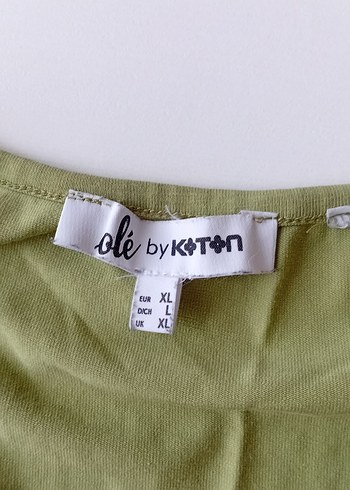 olé by KOTON
EUR XL
D/CH L
UK XL